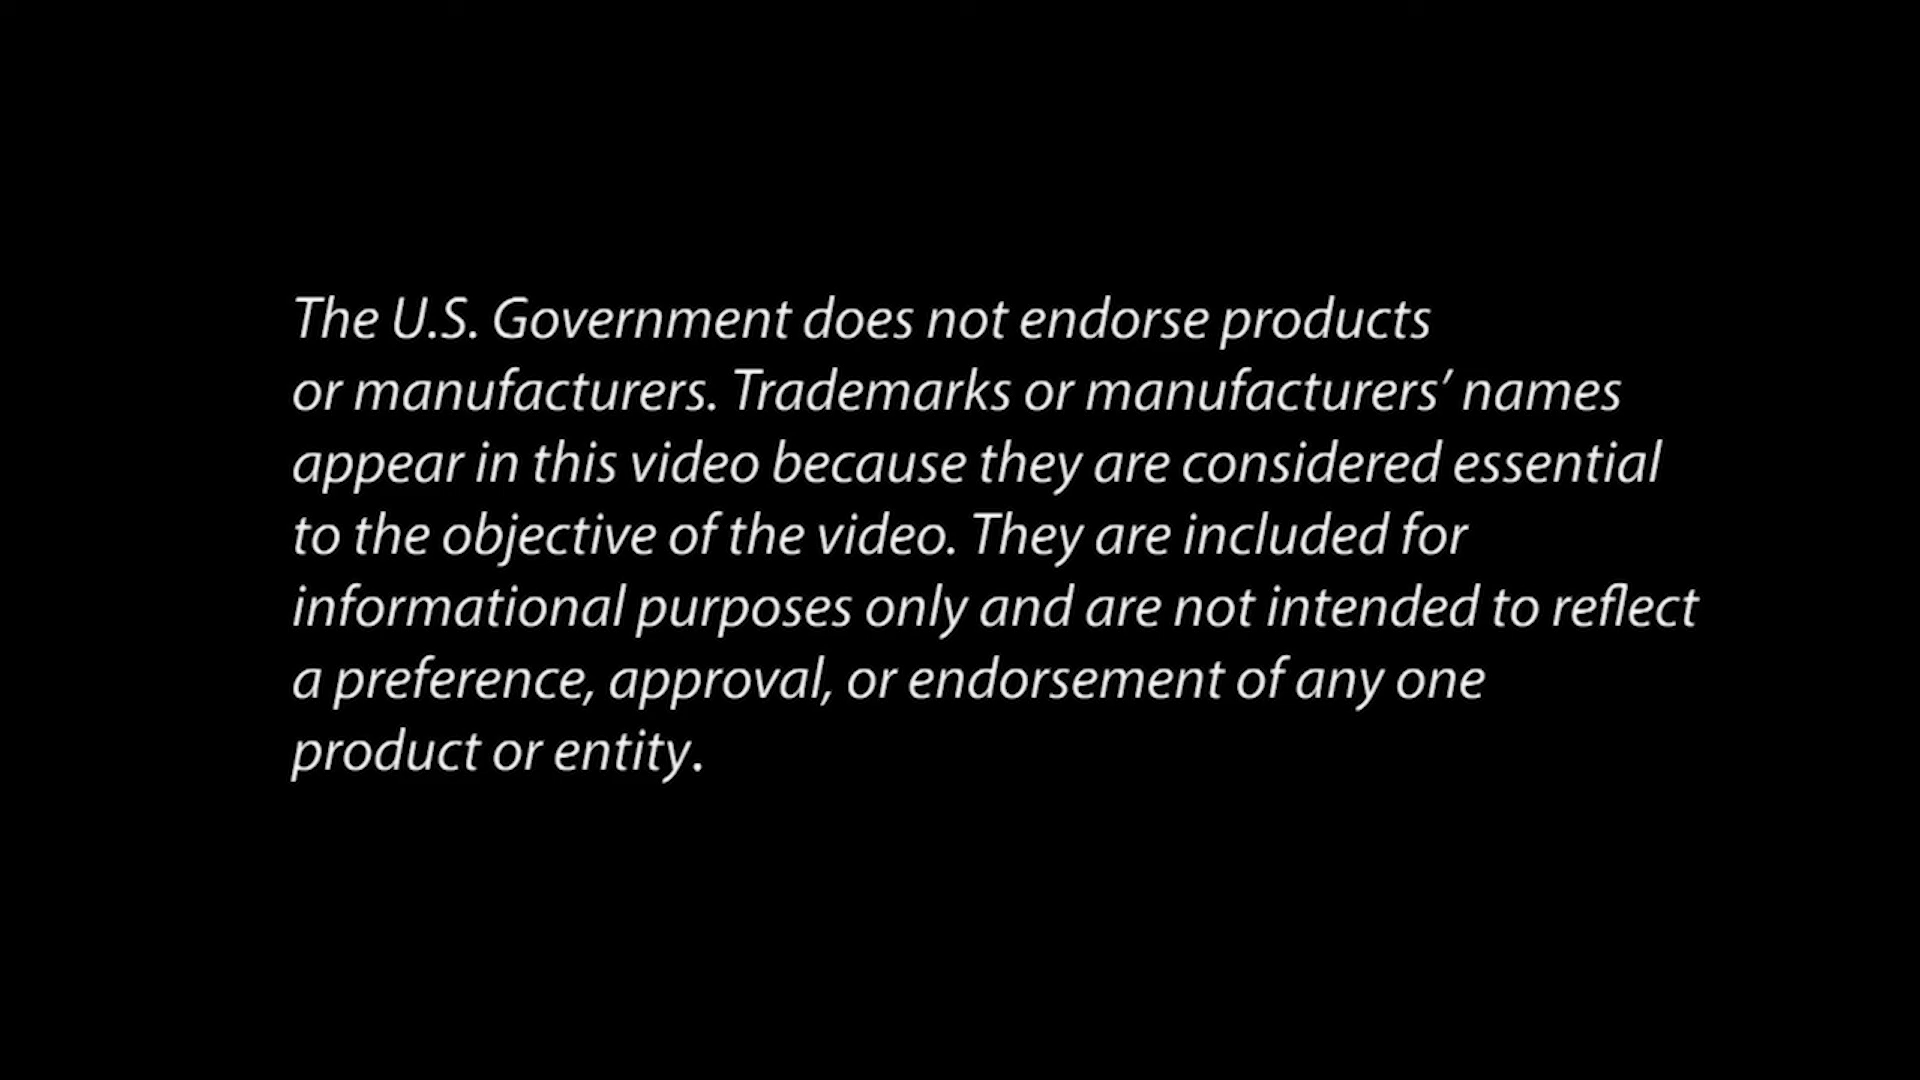 The U.S. Government does not endorse products
or manufacturers. Trademarks or manufacturers’ names
appear in this video because they are considered essential
to the objective of the video. They are included for
informational purposes only and are not intended to reflect
a preference, approval, or endorsement of any one
product or entity.